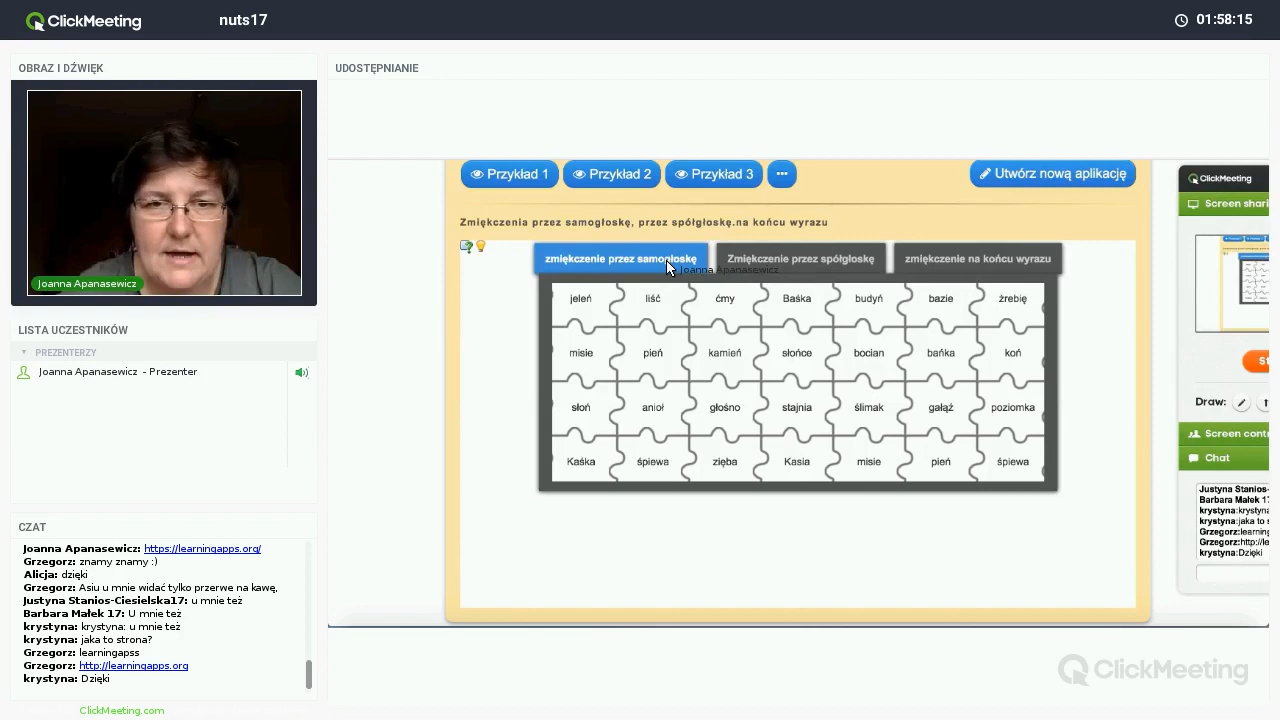 ClickMeeting
nuts17
01:58:15
OBRAZ I DŹWIĘK
Joanna Apanasewicz
LISTA UCZESTNIKÓW
PREZENTERZY
Joanna Apanasewicz - Prezenter
CZAT
Joanna Apanasewicz: https://learningapps.org/
Grzegorz: znamy znamy :)
Alicja: dzięki
Grzegorz: Asiu u mnie widać tylko przerwe na kawę,
Justyna Stanios-Ciesielska17: u mnie też
Barbara Małek 17: U mnie też
krystyna: krystyna: u mnie też
krystyna: jaka to strona?
Grzegorz: learningapss
Grzegorz: http://learningapps.org
krystyna: Dzięki
ClickMeeting.com
UDOSTĘPNIANIE
Przykład 1 Przykład 2 Przykład 3 ... Utwórz nową aplikację
Zmiękczenia przez samogłoskę, przez spółgłoskę.na końcu wyrazu
zmiękczenie przez samogłoskę Zmiękczenie przez spółgłoskę zmiękczenie na końcu wyrazu
Joanna Apanasewicz
jeleń liść ćmy Baśka budyń bazie źrebię
misie pień kamień słońce bocian bańka koń
słoń anioł głośno stajnia ślimak gałąź poziomka
Kaśka śpiewa zięba Kasia misie pień śpiewa
ClickMeeting
Screen shari
St
Draw:
Screen contr
Chat
Justyna Stanios-
Barbara Małek 17
krystyna:krystyna
krystyna:jaka to s
Grzegorz:learning
Grzegorz:http://le
krystyna:Dzięki
ClickMeeting